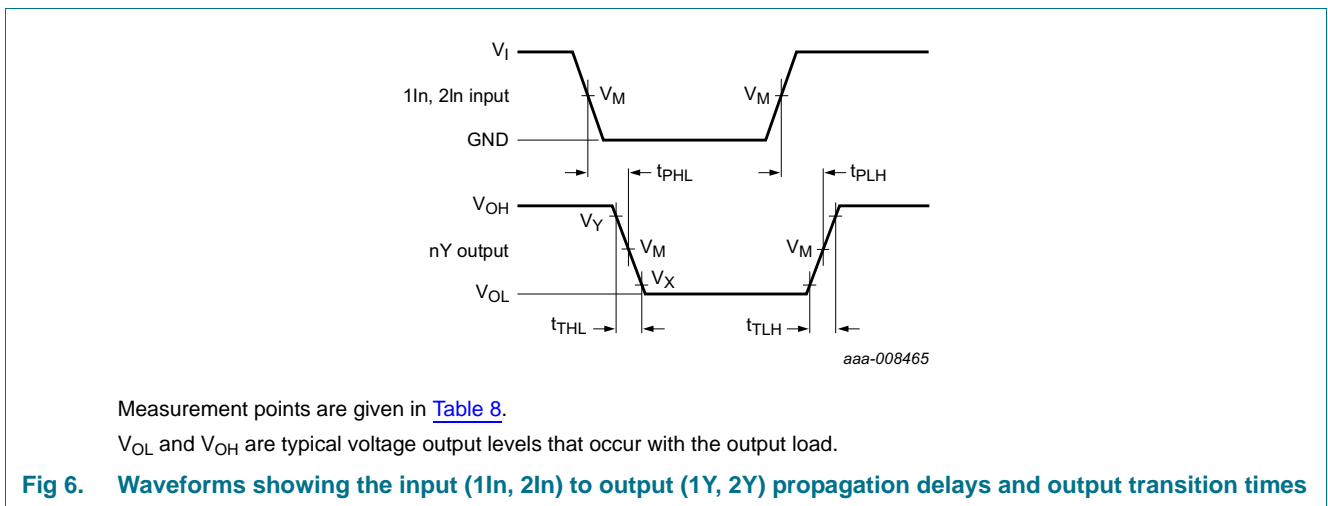 V_I
1In, 2In input V_M V_M
GND
t_PHL t_PLH
V_OH
V_Y
nY output V_M V_M
V_X
V_OL
t_THL t_TLH
aaa-008465
Measurement points are given in Table 8.
V_OL and V_OH are typical voltage output levels that occur with the output load.
Fig 6. Waveforms showing the input (1In, 2In) to output (1Y, 2Y) propagation delays and output transition times